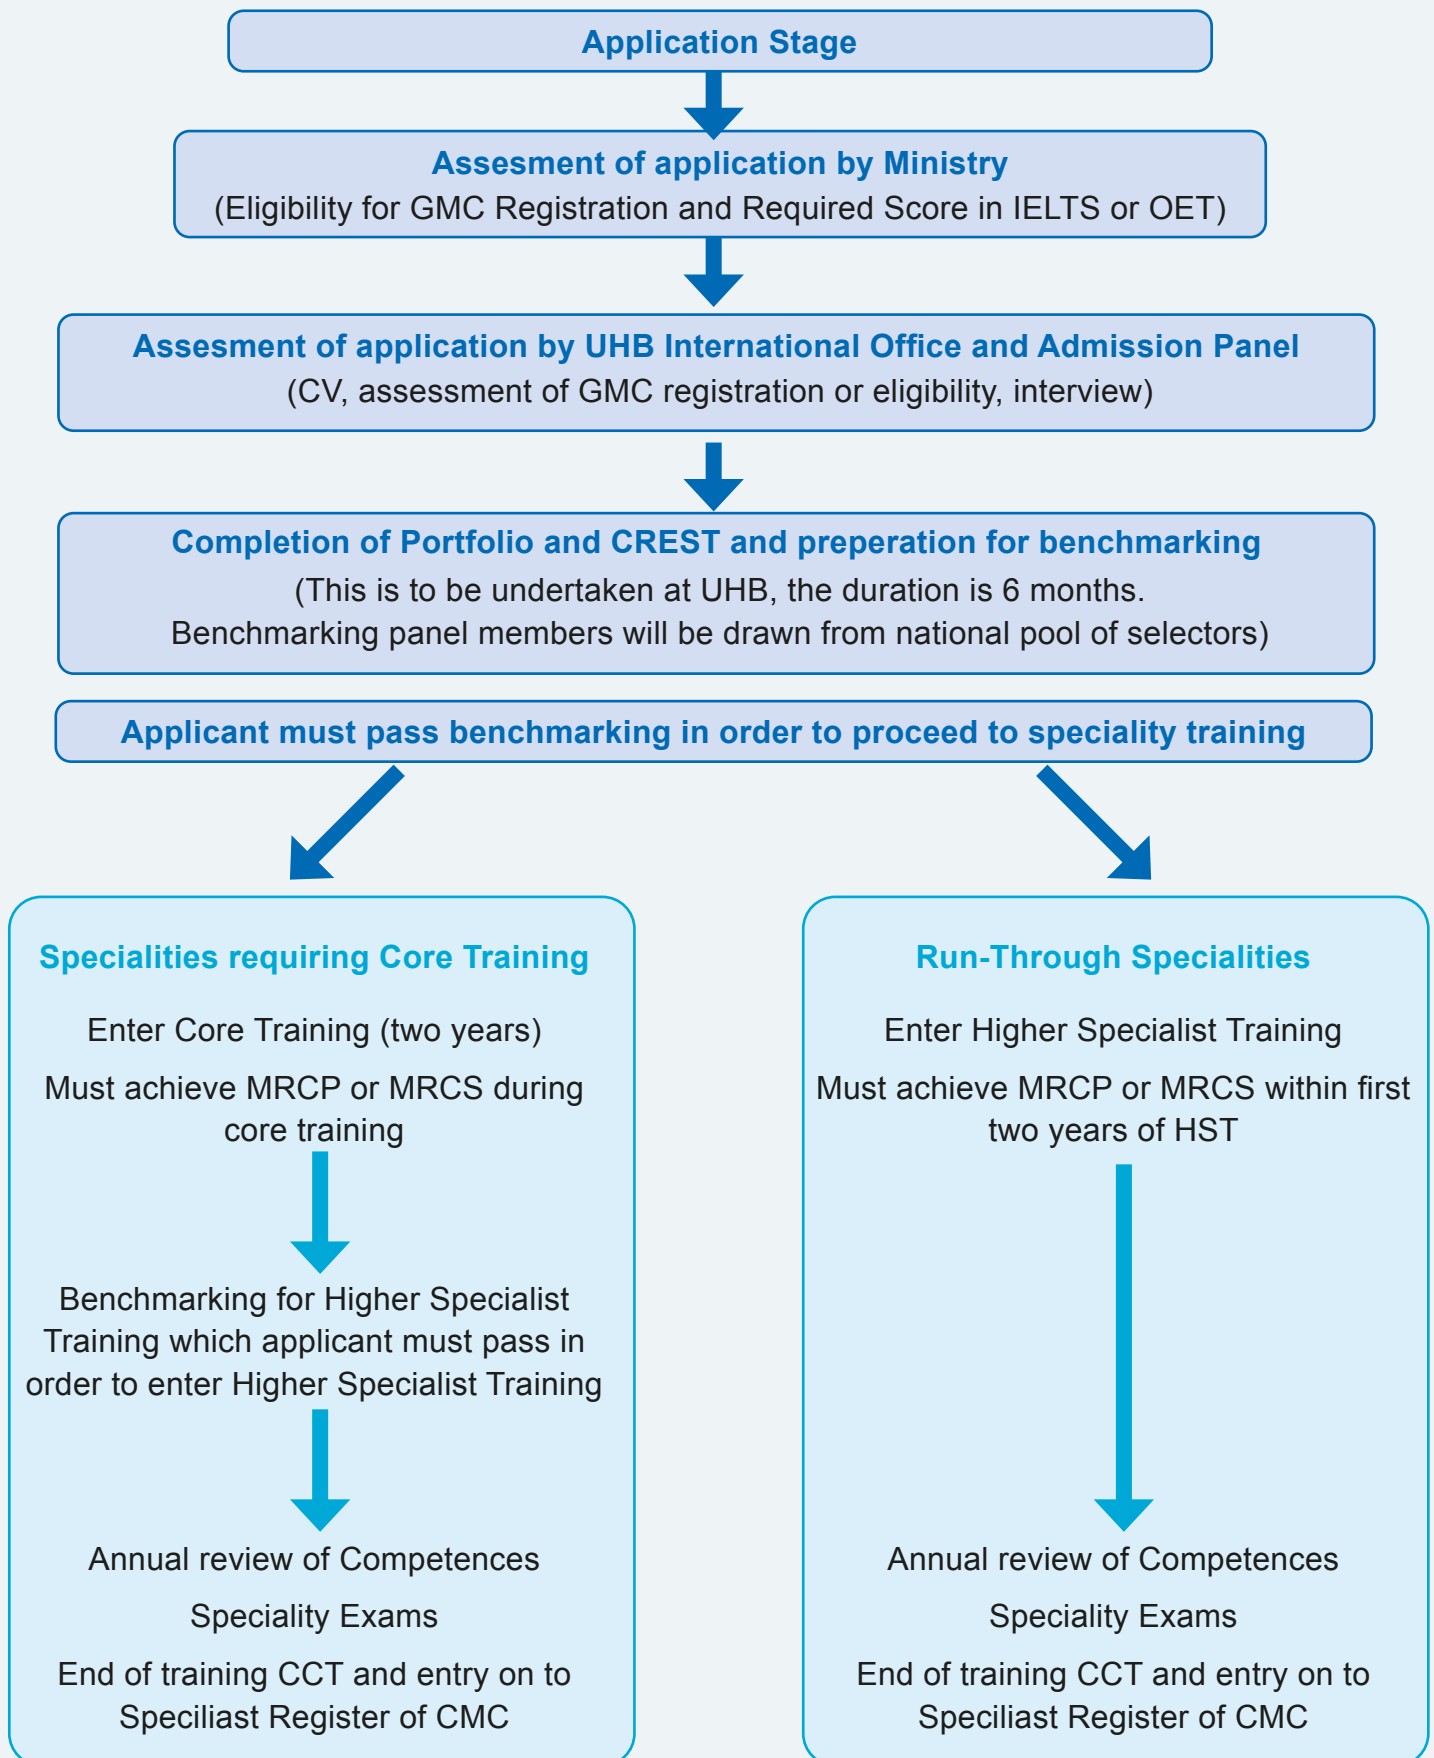 Application Stage
Assesment of application by Ministry
(Eligibility for GMC Registration and Required Score in IELTS or OET)
Assesment of application by UHB International Office and Admission Panel
(CV, assessment of GMC registration or eligibility, interview)
Completion of Portfolio and CREST and preperation for benchmarking
(This is to be undertaken at UHB, the duration is 6 months.
Benchmarking panel members will be drawn from national pool of selectors)
Applicant must pass benchmarking in order to proceed to speciality training
Specialities requiring Core Training
Enter Core Training (two years)
Must achieve MRCP or MRCS during
core training
Benchmarking for Higher Specialist
Training which applicant must pass in
order to enter Higher Specialist Training
Annual review of Competences
Speciality Exams
End of training CCT and entry on to
Speciliast Register of CMC
Run-Through Specialities
Enter Higher Specialist Training
Must achieve MRCP or MRCS within first
two years of HST
Annual review of Competences
Speciality Exams
End of training CCT and entry on to
Speciliast Register of CMC